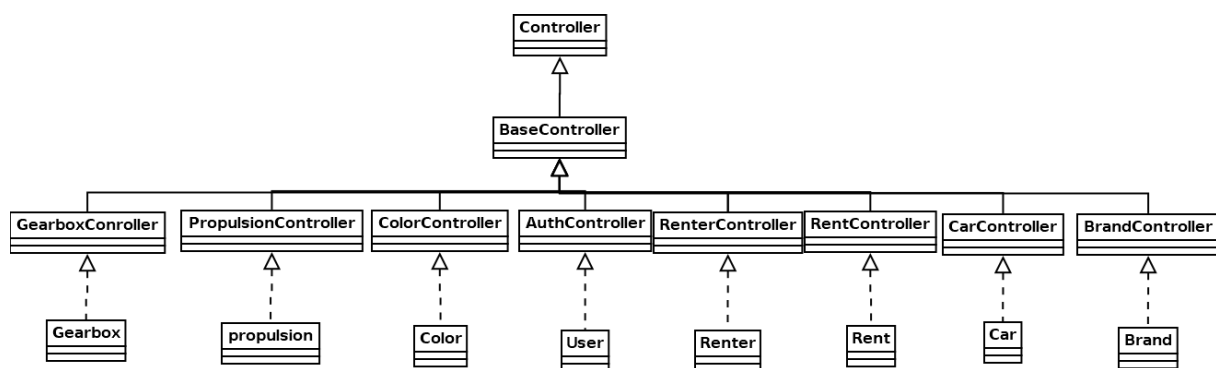 Controller
BaseController
GearboxConroller
PropulsionController
ColorController
AuthController
RenterController
RentController
CarController
BrandController
Gearbox
propulsion
Color
User
Renter
Rent
Car
Brand